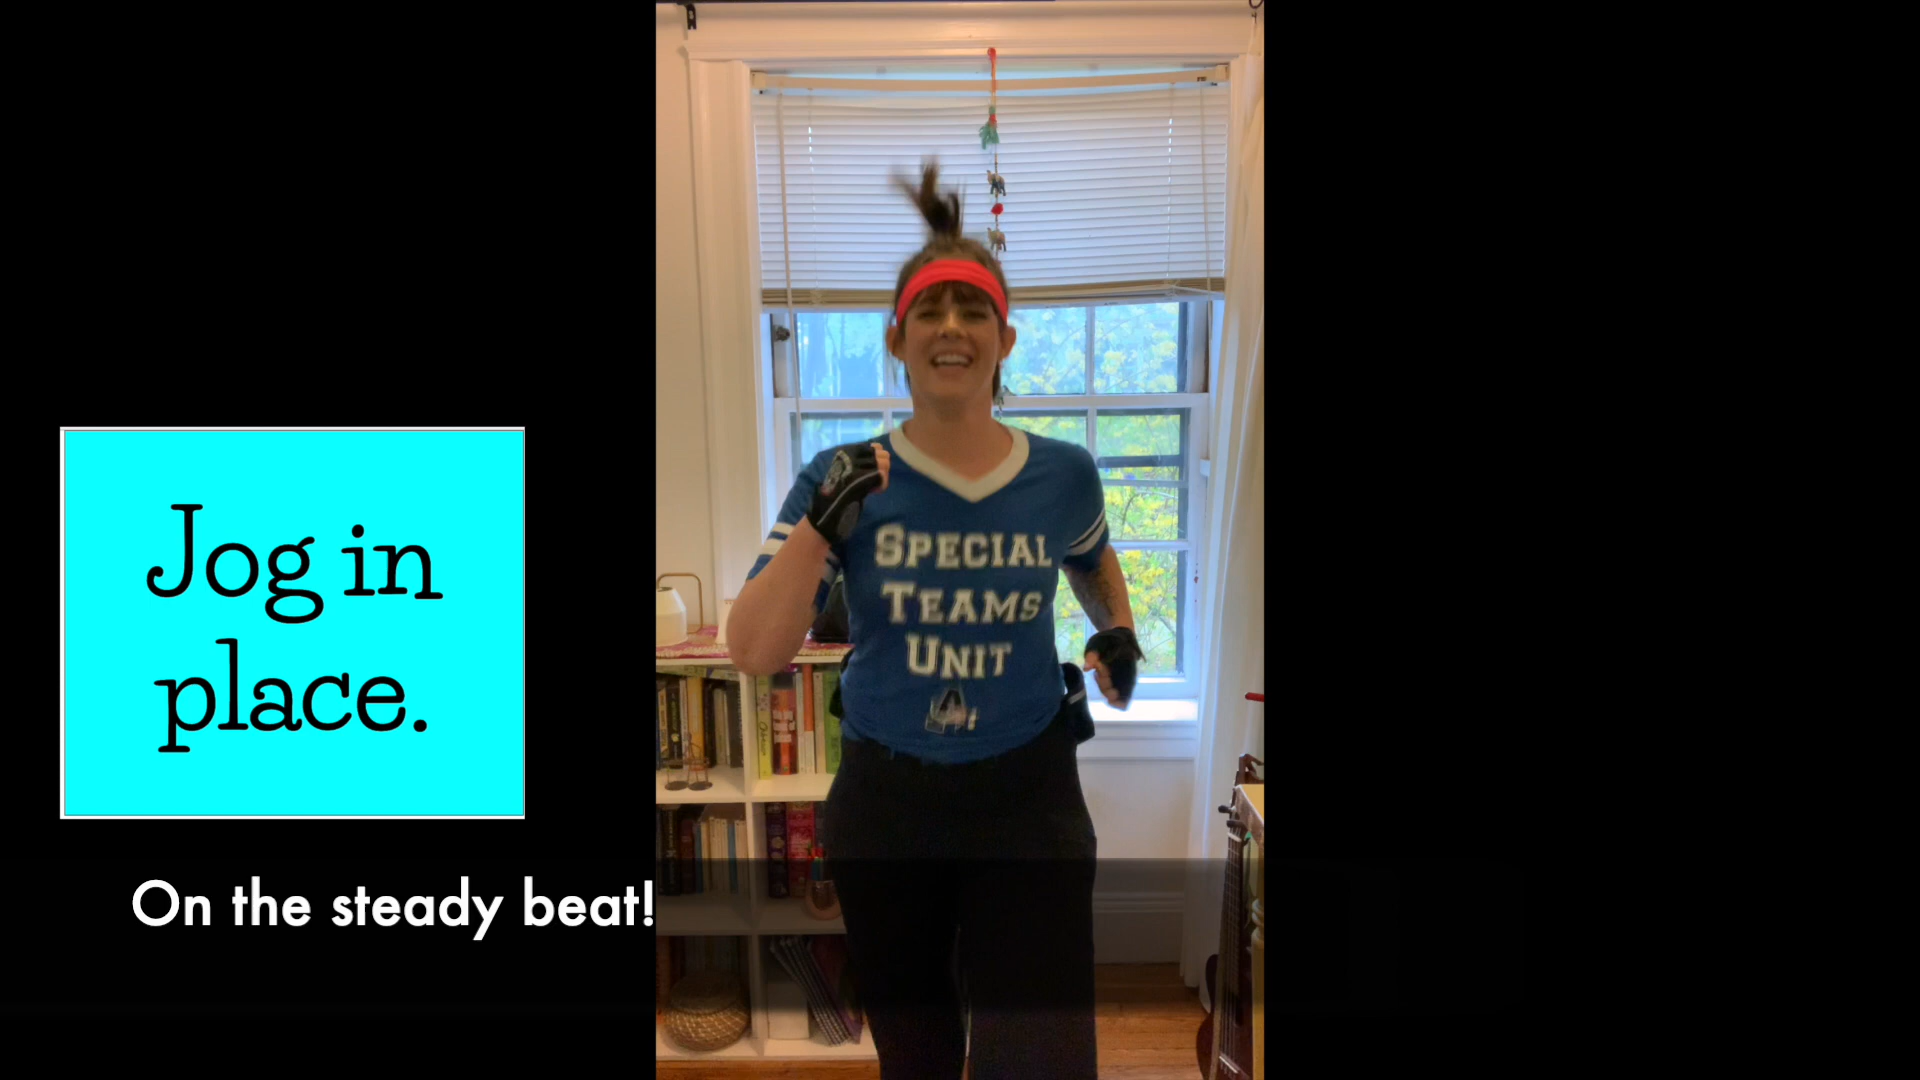 Jog in
place.
On the steady beat!
SPECIAL
TEAMS
UNIT